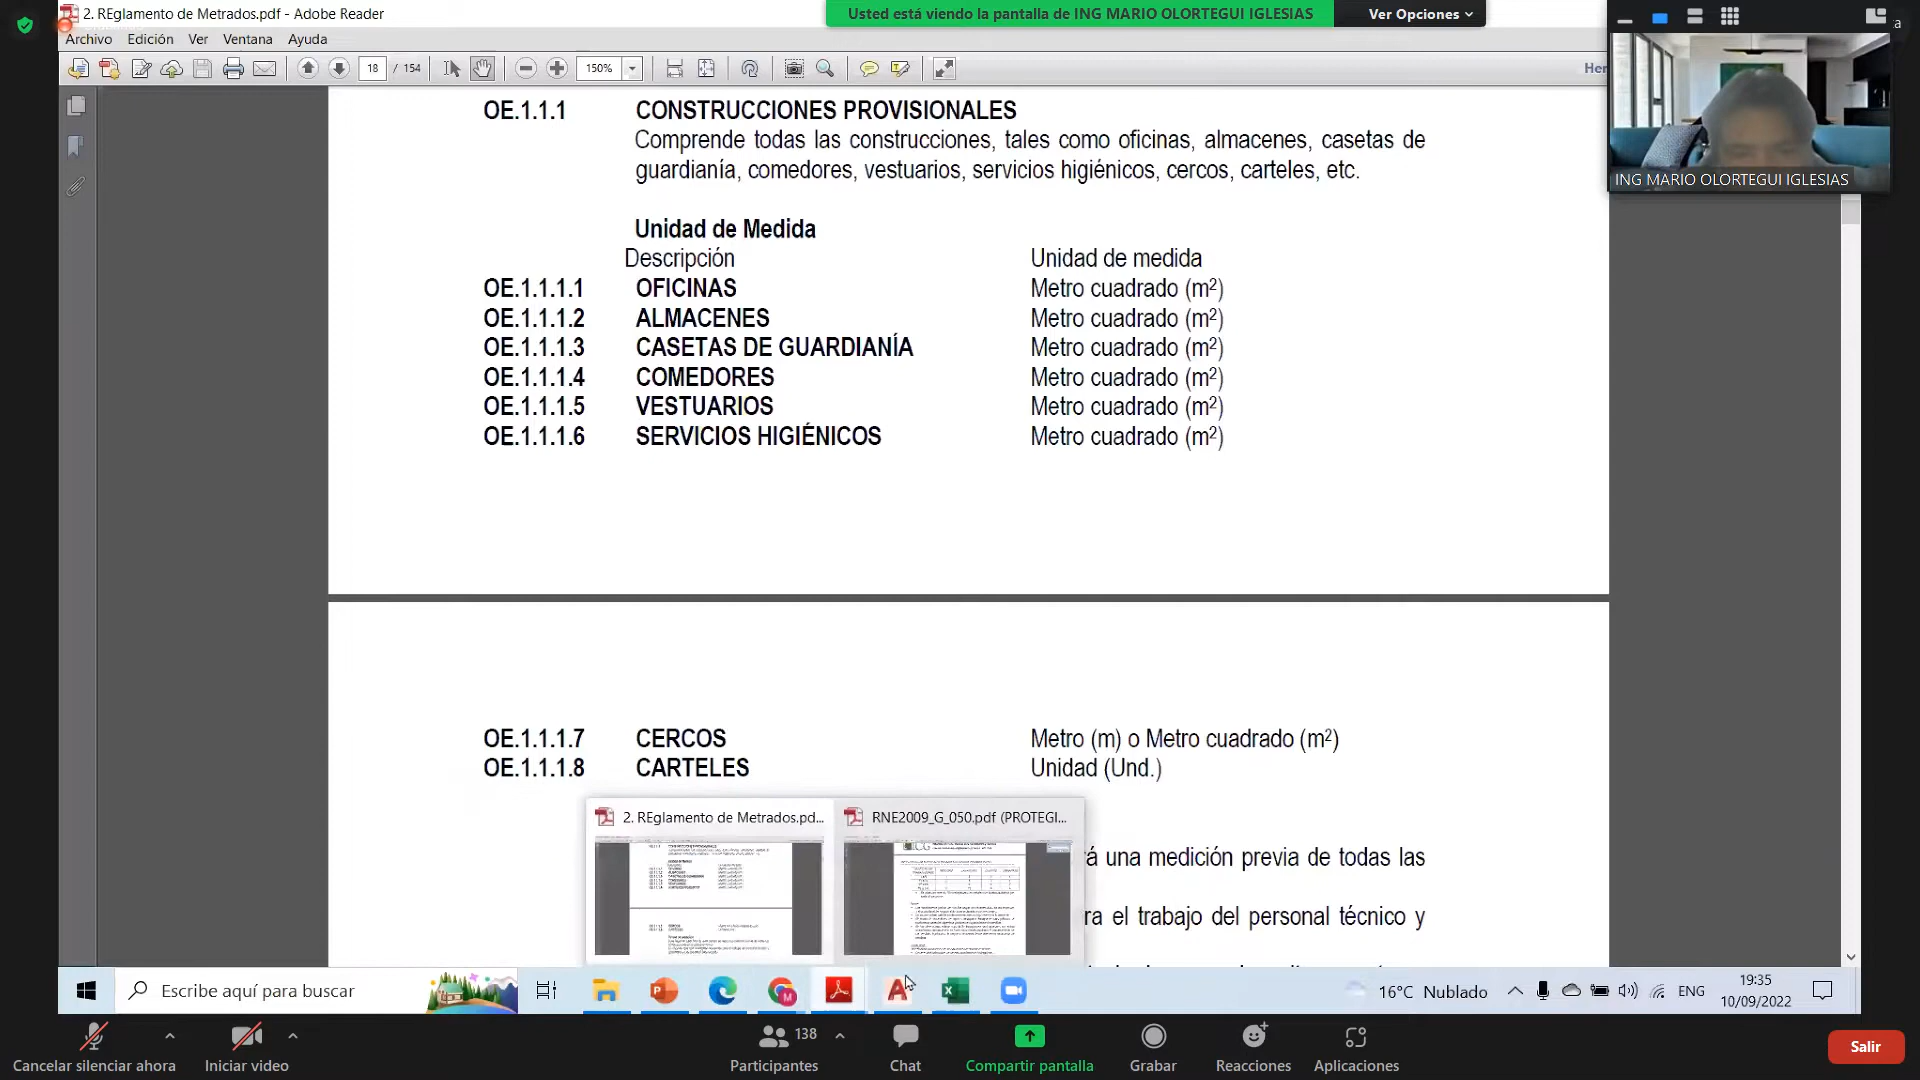 2. REglamento de Metrados.pdf - Adobe Reader
Usted está viendo la pantalla de ING MARIO OLORTEGUI IGLESIAS
Ver Opciones
Archivo Edición Ver Ventana Ayuda
18 / 154
150%
ING MARIO OLORTEGUI IGLESIAS
OE.1.1.1 CONSTRUCCIONES PROVISIONALES
Comprende todas las construcciones, tales como oficinas, almacenes, casetas de
guardianía, comedores, vestuarios, servicios higiénicos, cercos, carteles, etc.
Unidad de Medida
Descripción Unidad de medida
OE.1.1.1.1 OFICINAS Metro cuadrado (m²)
OE.1.1.1.2 ALMACENES Metro cuadrado (m²)
OE.1.1.1.3 CASETAS DE GUARDIANÍA Metro cuadrado (m²)
OE.1.1.1.4 COMEDORES Metro cuadrado (m²)
OE.1.1.1.5 VESTUARIOS Metro cuadrado (m²)
OE.1.1.1.6 SERVICIOS HIGIÉNICOS Metro cuadrado (m²)
OE.1.1.1.7 CERCOS Metro (m) o Metro cuadrado (m²)
OE.1.1.1.8 CARTELES Unidad (Und.)
2. REglamento de Metrados.pd... RNE2009_G_050.pdf (PROTEGI...
una medición previa de todas las
el trabajo del personal técnico y
Escribe aquí para buscar
16°C Nublado
ENG
19:35
10/09/2022
Cancelar silenciar ahora
Iniciar video
138
Participantes
Chat
Compartir pantalla
Grabar
Reacciones
Aplicaciones
Salir